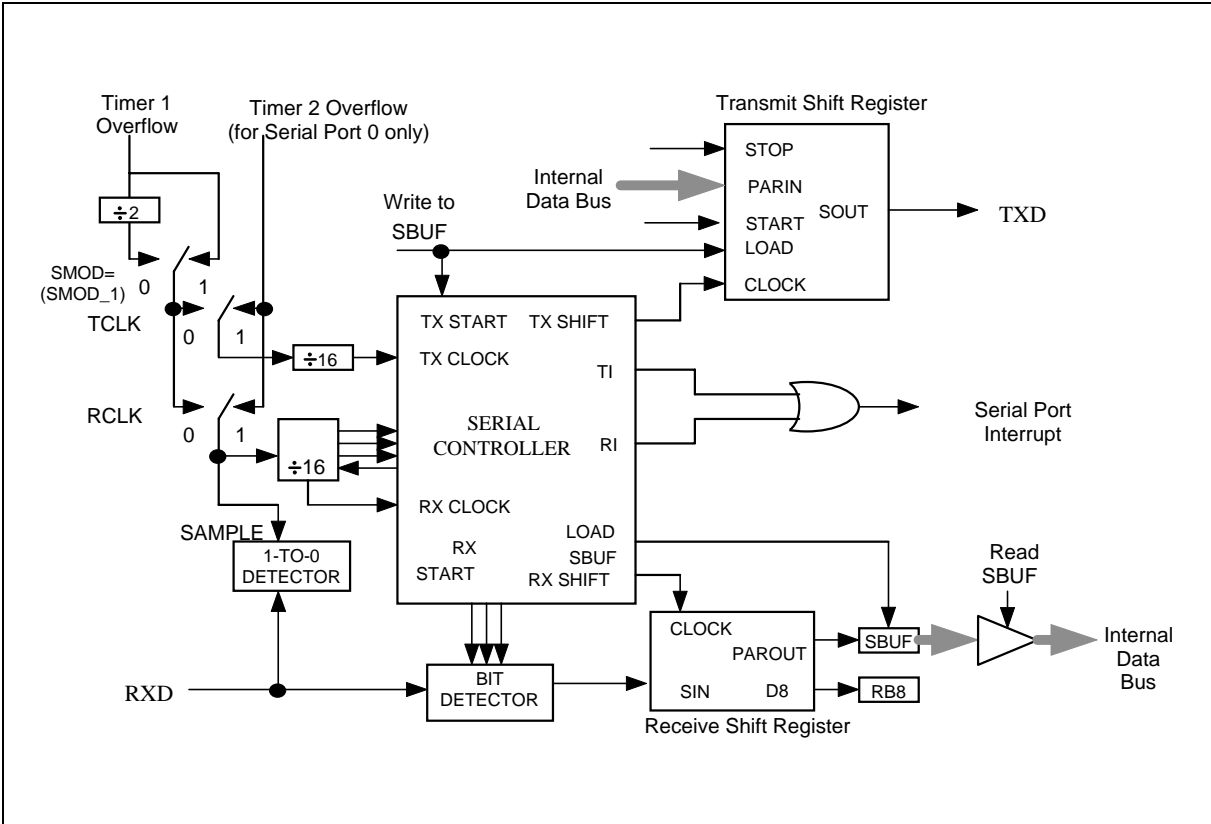 Timer 1
Overflow
Timer 2 Overflow
(for Serial Port 0 only)
Transmit Shift Register
STOP
PARIN
SOUT
START
LOAD
CLOCK
Internal
Data Bus
TXD
Write to
SBUF
÷2
SMOD=
(SMOD_1)
0
1
TCLK
0
1
÷16
TX START
TX SHIFT
TX CLOCK
TI
RCLK
0
1
SERIAL
CONTROLLER
RI
Serial Port
Interrupt
÷16
RX CLOCK
SAMPLE
1-TO-0
DETECTOR
RX
START
LOAD
SBUF
RX SHIFT
Read
SBUF
CLOCK
PAROUT
SIN
D8
SBUF
RB8
Internal
Data
Bus
RXD
BIT
DETECTOR
Receive Shift Register